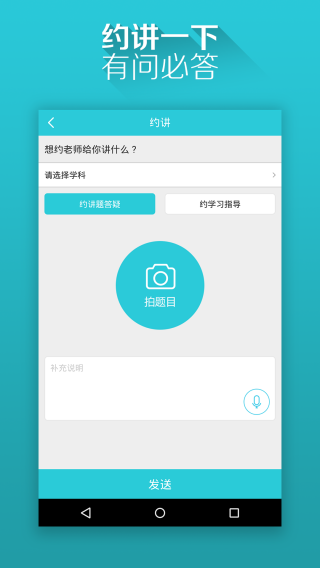 约讲一下
有问必答
约讲
想约老师给你讲什么？
请选择学科
约讲题答疑
约学习指导
拍题目
补充说明
发送